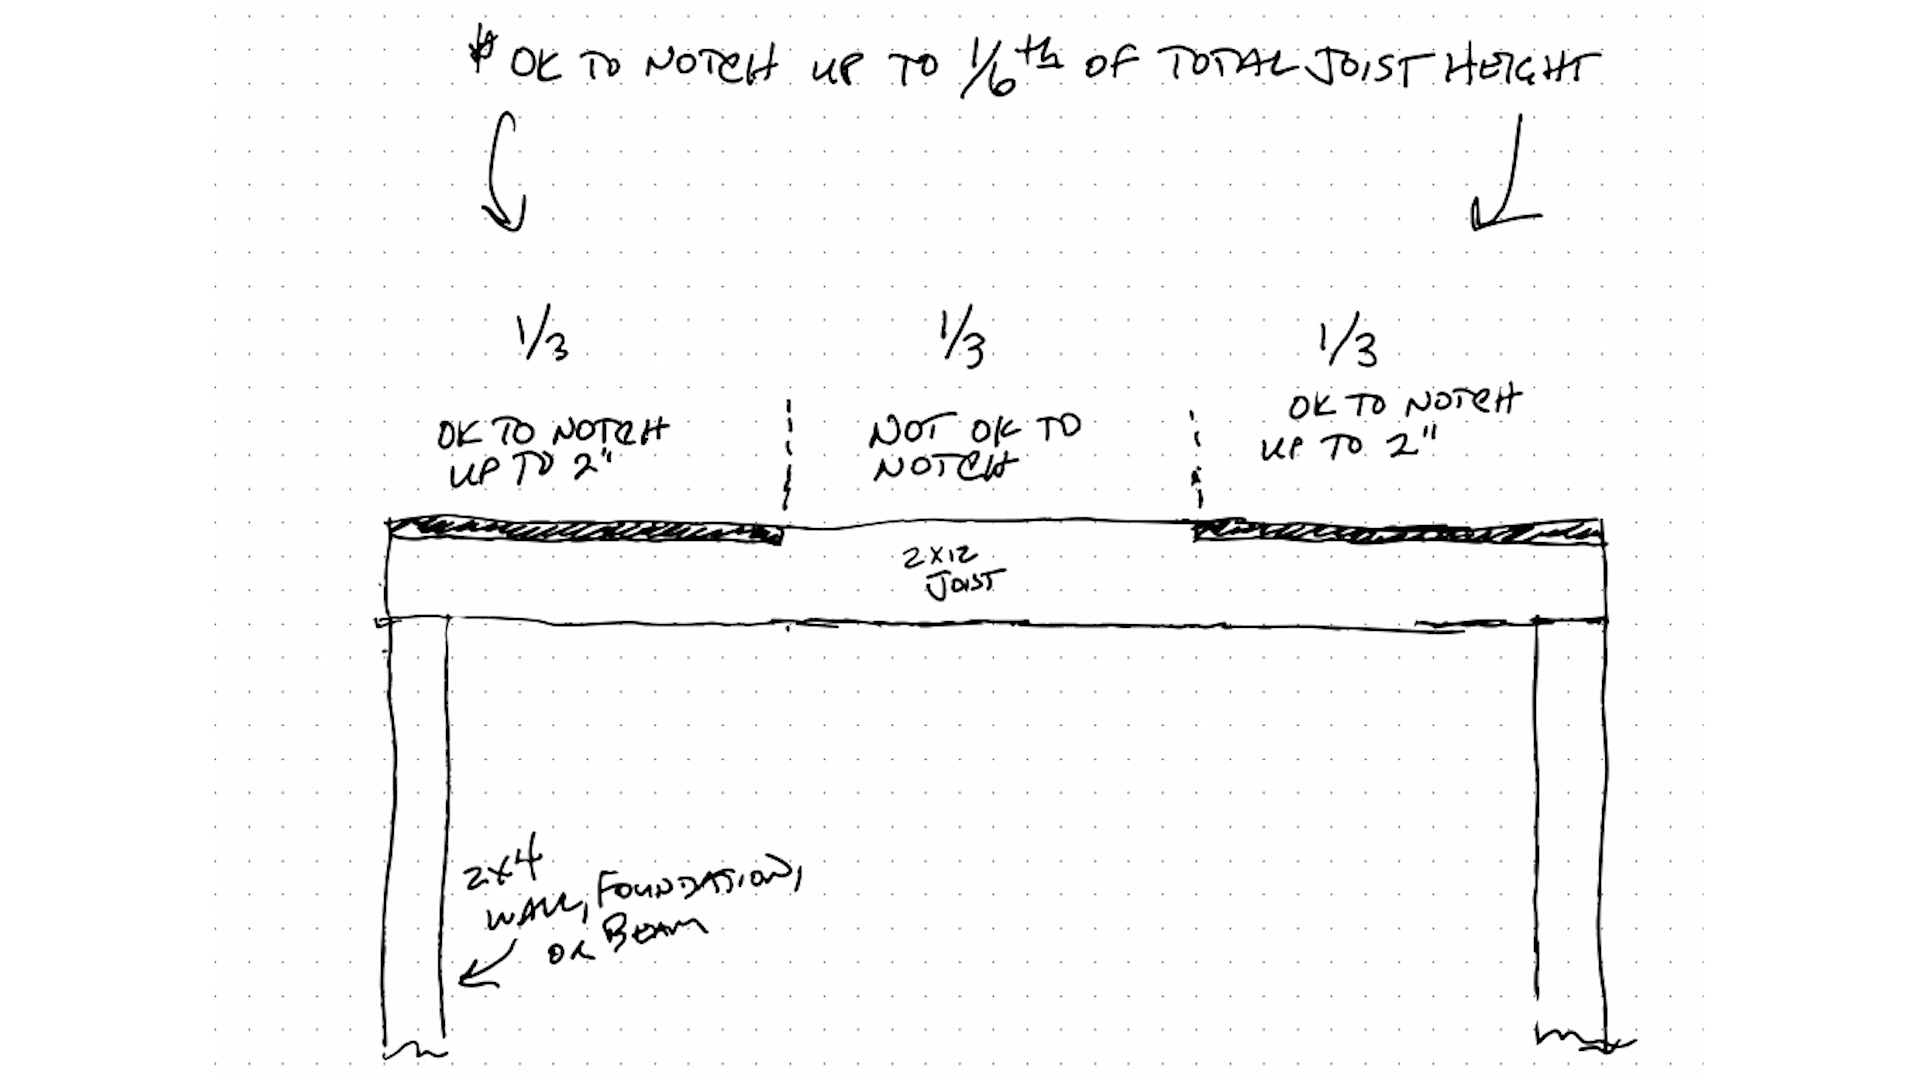 * OK TO NOTCH UP TO 1/6th OF TOTAL JOIST HEIGHT
1/3
1/3
1/3
OK TO NOTCH
UP TO 2"
NOT OK TO
NOTCH
OK TO NOTCH
UP TO 2"
2X12
JOIST
2x4
WALL, FOUNDATION,
OR BEAM